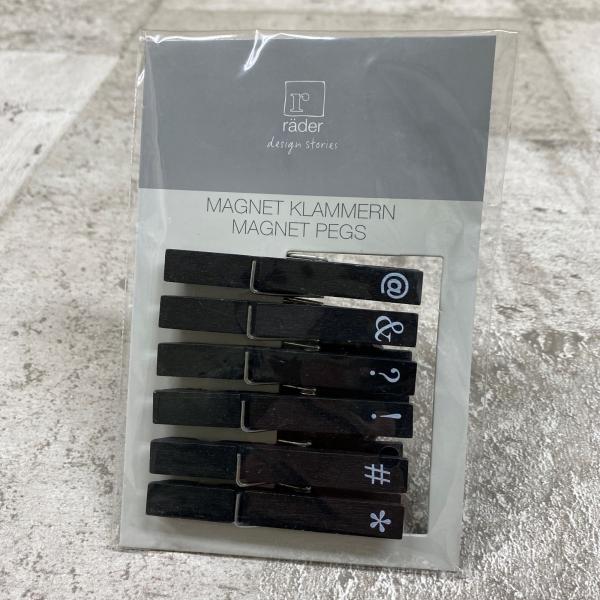 r
räder
design stories
MAGNET KLAMMERN
MAGNET PEGS
@
&
?
!
#
*